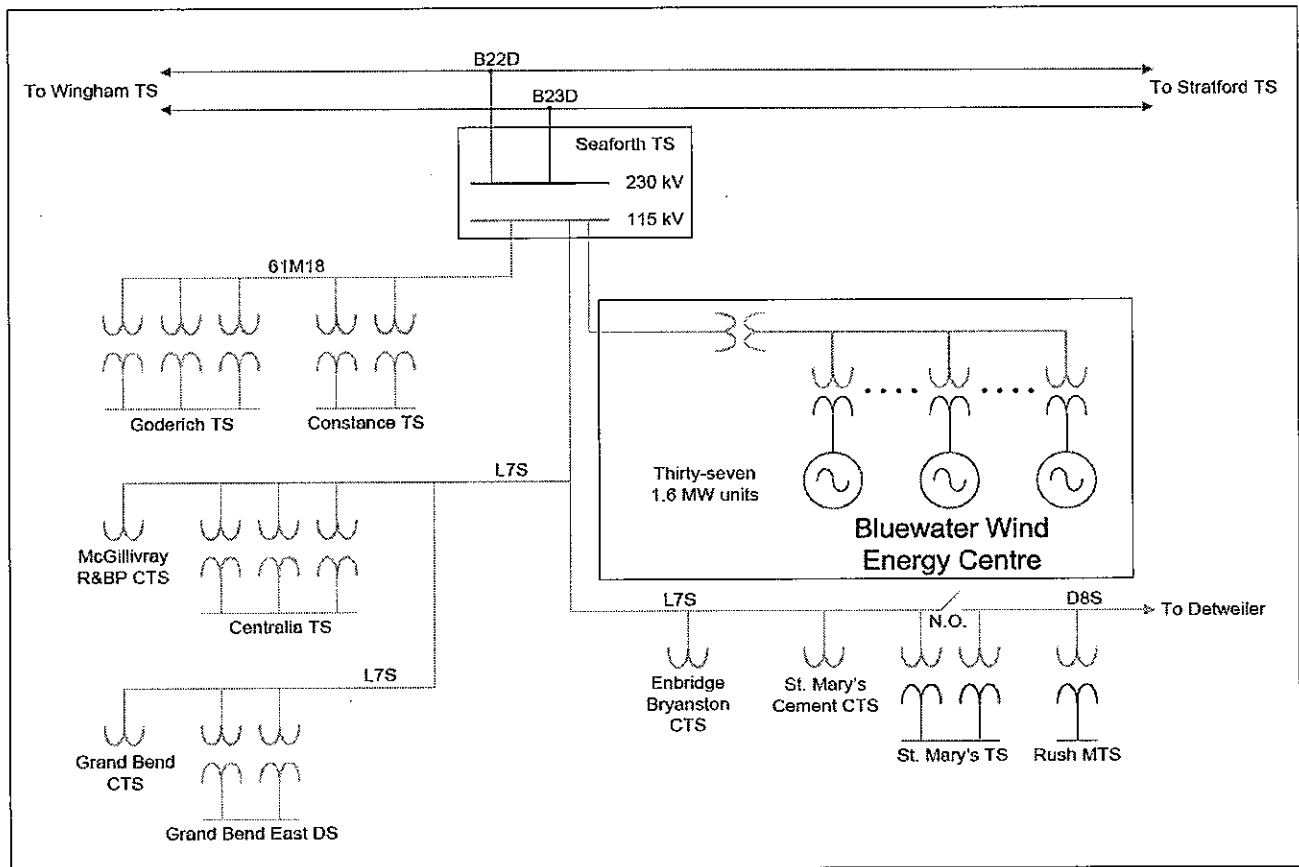 B22D
To Wingham TS
To Stratford TS
B23D
Seaforth TS
230 kV
115 kV
61M18
Goderich TS
Constance TS
L7S
McGillivray
R&BP CTS
Centralia TS
L7S
Grand Bend
CTS
Grand Bend East DS
Thirty-seven
1.6 MW units
Bluewater Wind
Energy Centre
L7S
N.O.
D8S
To Detweiler
Enbridge
Bryanston
CTS
St. Mary's
Cement CTS
St. Mary's TS
Rush MTS